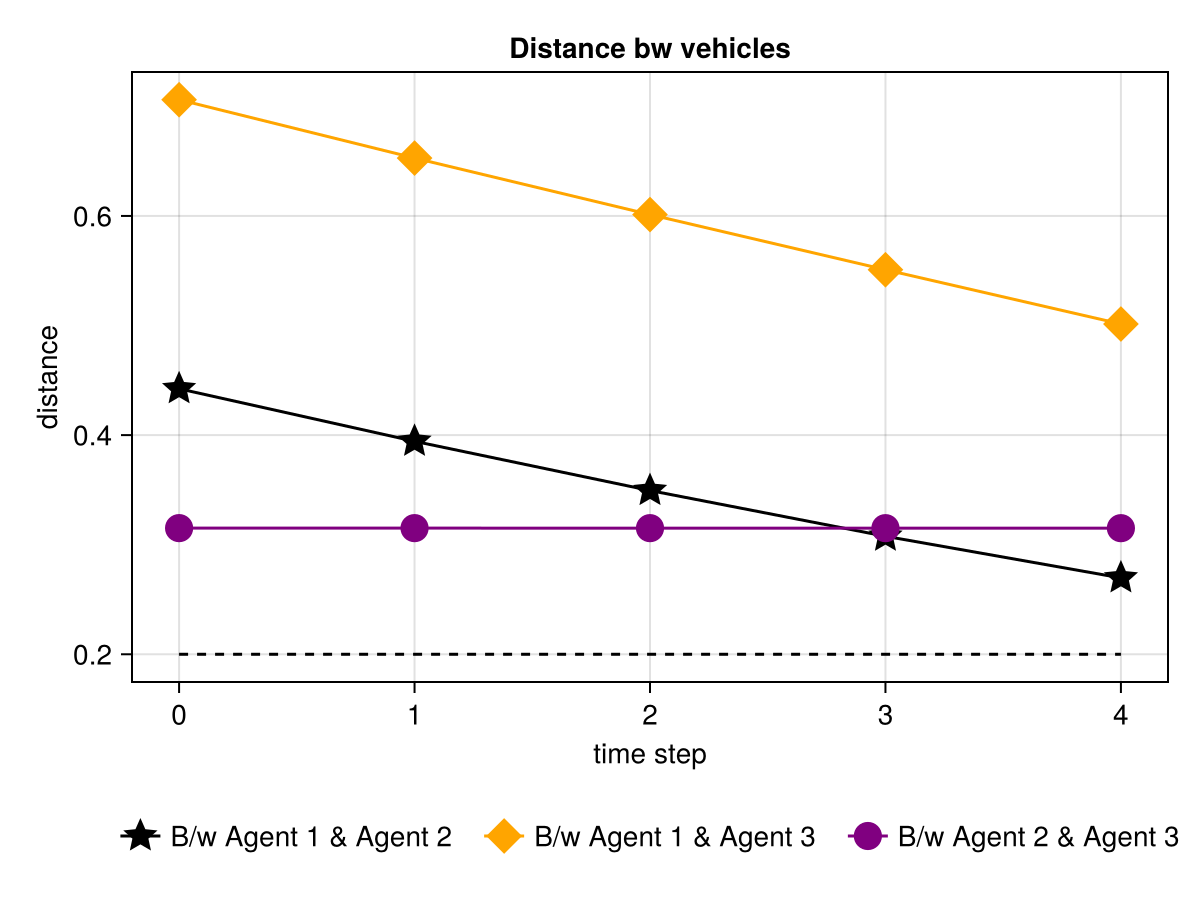 Distance bw vehicles
distance
0.6
0.4
0.2
0 1 2 3 4
time step
B/w Agent 1 & Agent 2 B/w Agent 1 & Agent 3 B/w Agent 2 & Agent 3